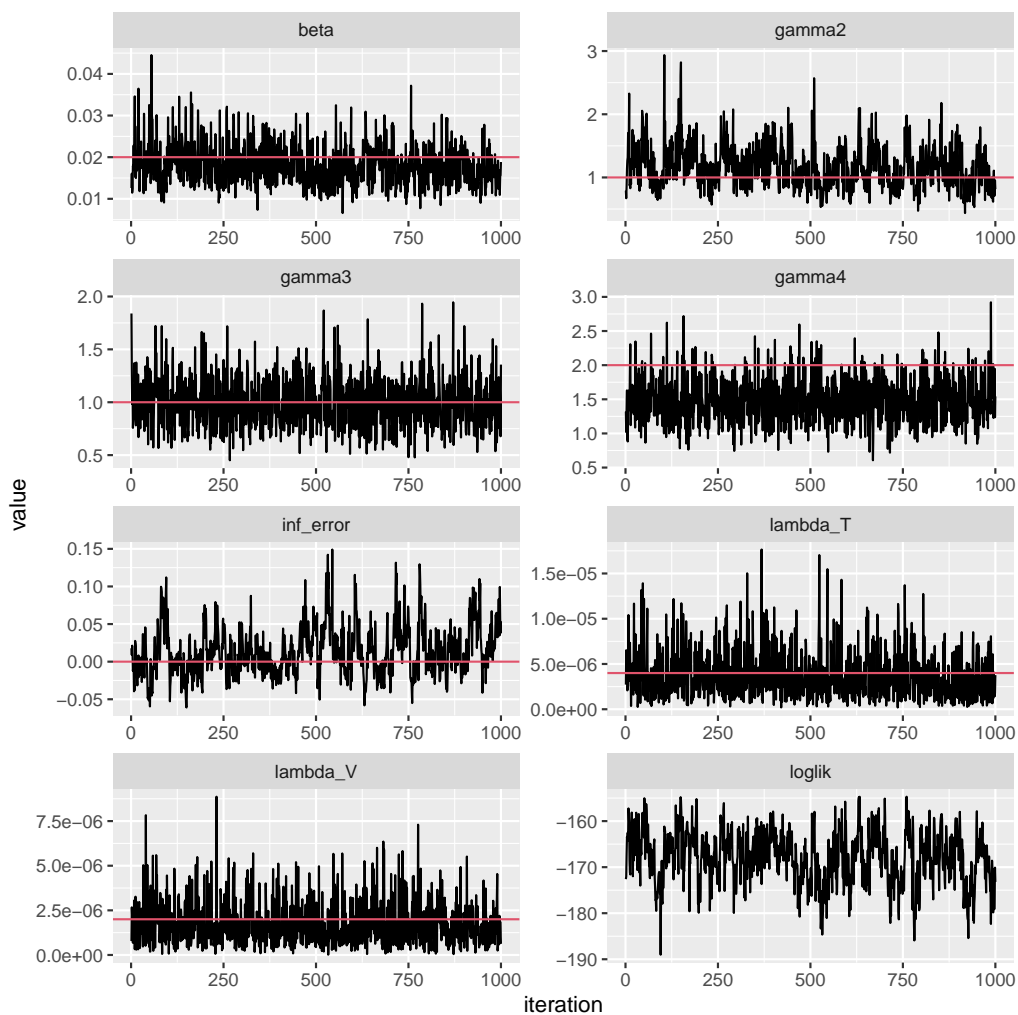 beta
gamma2
0.04
0.03
0.02
0.01
3
2
1
0 250 500 750 1000
0 250 500 750 1000
gamma3
gamma4
2.0
1.5
1.0
0.5
3.0
2.5
2.0
1.5
1.0
0.5
0 250 500 750 1000
0 250 500 750 1000
value
inf_error
lambda_T
0.15
0.10
0.05
0.00
−0.05
1.5e−05
1.0e−05
5.0e−06
0.0e+00
0 250 500 750 1000
0 250 500 750 1000
lambda_V
loglik
7.5e−06
5.0e−06
2.5e−06
0.0e+00
−160
−170
−180
−190
0 250 500 750 1000
0 250 500 750 1000
iteration